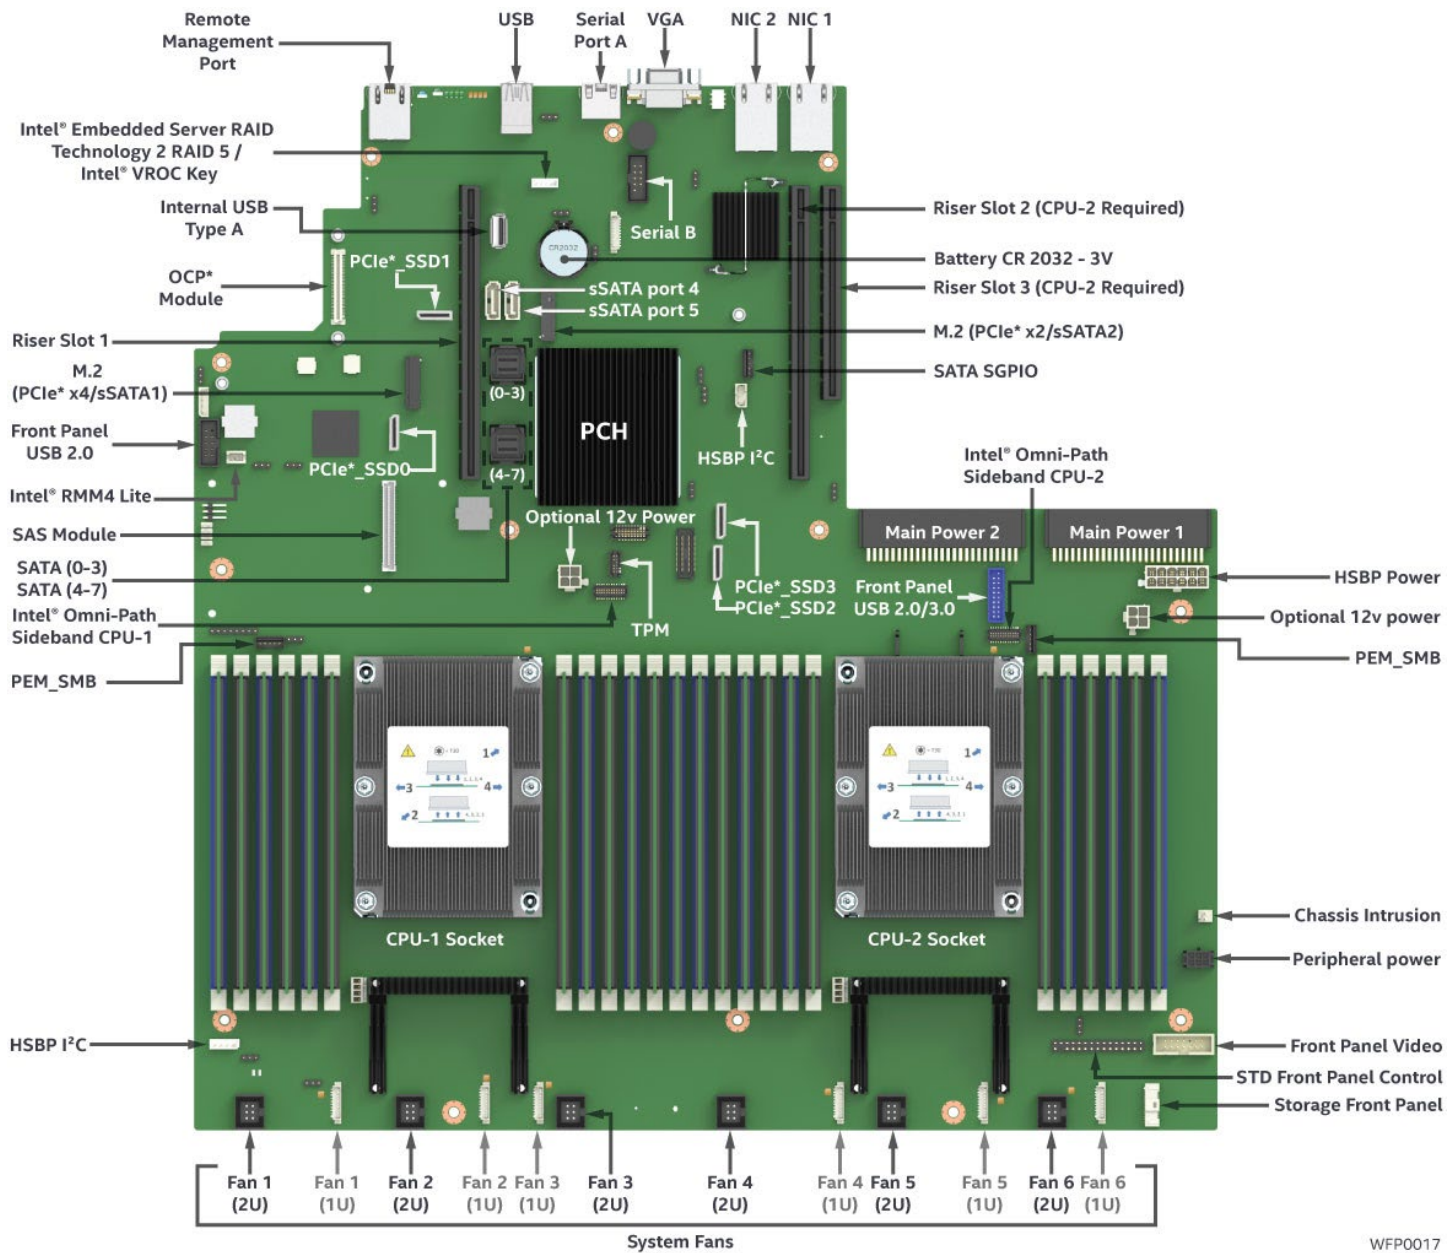 Remote
Management
Port
USB
Serial
Port A
VGA
NIC 2
NIC 1
Intel® Embedded Server RAID
Technology 2 RAID 5 /
Intel® VROC Key
Internal USB
Type A
OCP*
Module
Riser Slot 1
M.2
(PCIe* x4/sSATA1)
Front Panel
USB 2.0
Intel® RMM4 Lite
SAS Module
SATA (0-3)
SATA (4-7)
Intel® Omni-Path
Sideband CPU-1
PEM_SMB
HSBP I²C
PCIe*_SSD1
Serial B
CR2032
sSATA port 4
sSATA port 5
(0-3)
(4-7)
PCH
PCIe*_SSD0
HSBP I²C
Optional 12v Power
TPM
PCIe*_SSD3
PCIe*_SSD2
Riser Slot 2 (CPU-2 Required)
Battery CR 2032 - 3V
Riser Slot 3 (CPU-2 Required)
M.2 (PCIe* x2/sSATA2)
SATA SGPIO
Intel® Omni-Path
Sideband CPU-2
Main Power 2
Main Power 1
Front Panel
USB 2.0/3.0
HSBP Power
Optional 12v power
PEM_SMB
1
3
4
2
CPU-1 Socket
1
3
4
2
CPU-2 Socket
Chassis Intrusion
Peripheral power
Front Panel Video
STD Front Panel Control
Storage Front Panel
Fan 1
(2U)
Fan 1
(1U)
Fan 2
(2U)
Fan 2
(1U)
Fan 3
(1U)
Fan 3
(2U)
Fan 4
(2U)
Fan 4
(1U)
Fan 5
(2U)
Fan 5
(1U)
Fan 6
(2U)
Fan 6
(1U)
System Fans
WFP0017